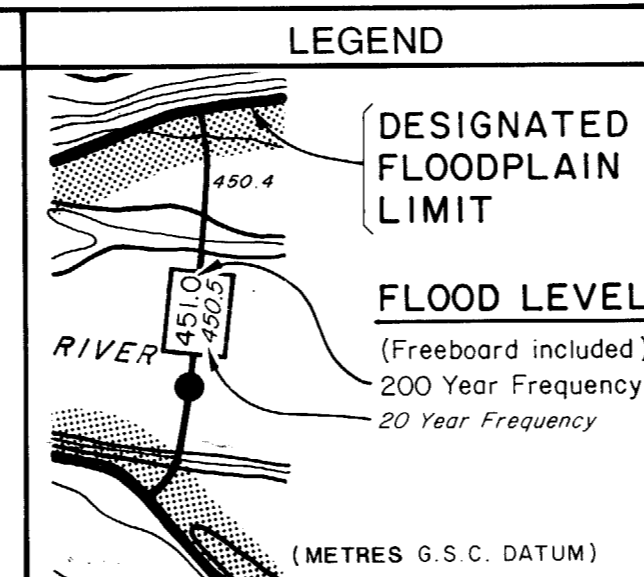 LEGEND
DESIGNATED
FLOODPLAIN
LIMIT
450.4
FLOOD LEVEL
451.0
450.5
(Freeboard included)
RIVER
200 Year Frequency
20 Year Frequency
(METRES G.S.C. DATUM)